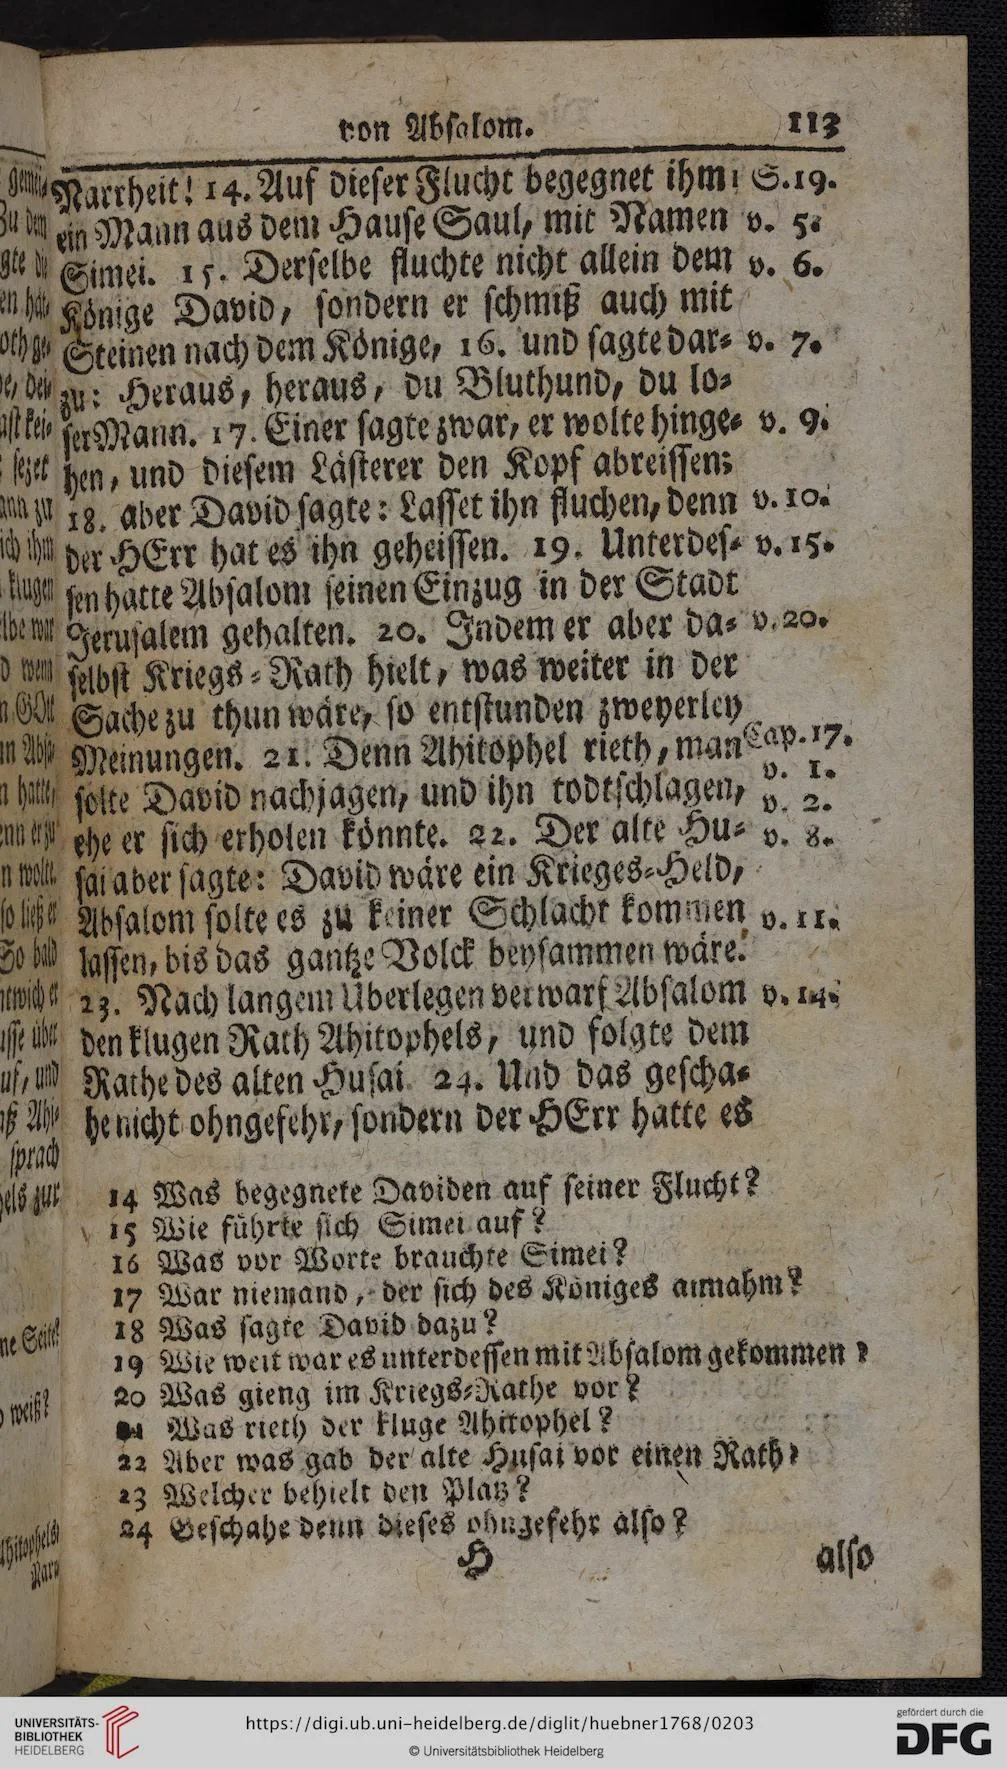 von Absalom. 113
Narrheit! 14. Auf dieser Flucht begegnet ihm S. 19.
ein Mann aus dem Hause Saul, mit Namen v. 5.
Simei. 15. Derselbe fluchte nicht allein dem v. 6.
Könige David, sondern er schmiß auch mit
Steinen nach dem Könige, 16. und sagte dar- v. 7.
zu: Heraus, heraus, du Bluthund, du lo-
ser Mann. 17. Einer sagte zwar, er wolte hinge- v. 9.
hen, und diesem Lästerer den Kopf abreissen;
18. aber David sagte: Lasset ihn fluchen, denn v. 10.
der HErr hat es ihn geheissen. 19. Unterdes- v. 15.
sen hatte Absalom seinen Einzug in der Stadt
Jerusalem gehalten. 20. Indem er aber da- v. 20.
selbst Kriegs-Rath hielt, was weiter in der
Sache zu thun wäre, so entstunden zweyerley
Meinungen. 21. Denn Ahitophel rieth, man Cap. 17.
v. 1.
solte David nachjagen, und ihn todtschlagen, v. 2.
ehe er sich erholen könnte. 22. Der alte Hu- v. 8.
sai aber sagte: David wäre ein Krieges-Held,
Absalom solte es zu keiner Schlacht kommen v. 11.
lassen, bis das gantze Volck beysammen wäre.
23. Nach langem Uberlegen verwarf Absalom v. 14.
den klugen Rath Ahitophels, und folgte dem
Rathe des alten Husai. 24. Und das gescha-
he nicht ohngefehr, sondern der HErr hatte es
14 Was begegnete Daviden auf seiner Flucht?
15 Wie führte sich Simei auf?
16 Was vor Worte brauchte Simei?
17 War niemand, der sich des Königes annahm?
18 Was sagte David dazu?
19 Wie weit war es unterdessen mit Absalom gekommen?
20 Was gieng im Kriegs-Rathe vor?
21 Was rieth der kluge Ahitophel?
22 Aber was gab der alte Husai vor einen Rath?
23 Welcher behielt den Platz?
24 Geschahe denn dieses ohngefehr also?
H also
UNIVERSITÄTS-
BIBLIOTHEK
HEIDELBERG
https://digi.ub.uni-heidelberg.de/diglit/huebner1768/0203
© Universitätsbibliothek Heidelberg
gefördert durch die
DFG